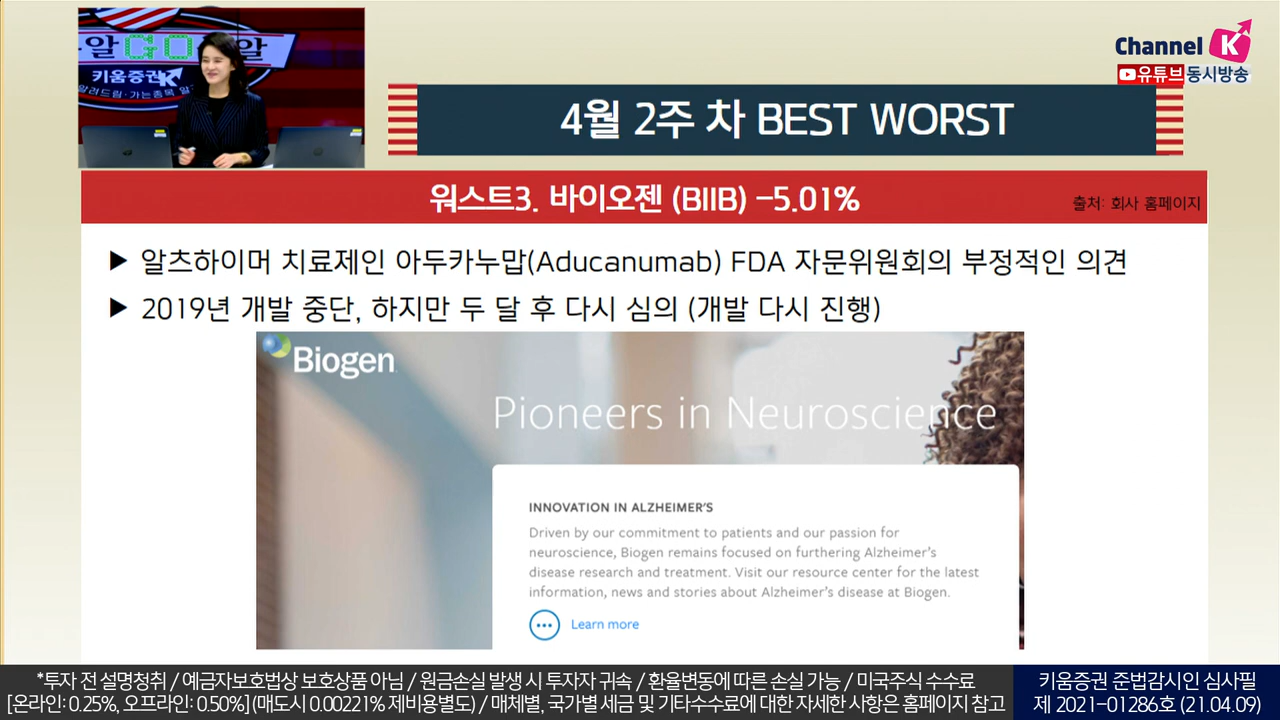 알 GO 알
키움증권
Channel K
유튜브 동시방송
4월 2주 차 BEST WORST
워스트3. 바이오젠 (BIIB) -5.01%
출처: 회사 홈페이지
▶ 알츠하이머 치료제인 아두카누맙(Aducanumab) FDA 자문위원회의 부정적인 의견
▶ 2019년 개발 중단, 하지만 두 달 후 다시 심의 (개발 다시 진행)
Biogen
Pioneers in Neuroscience
INNOVATION IN ALZHEIMER'S
Driven by our commitment to patients and our passion for
neuroscience, Biogen remains focused on furthering Alzheimer's
disease research and treatment. Visit our resource center for the latest
information, news and stories about Alzheimer's disease at Biogen.
Learn more
*투자 전 설명청취 / 예금자보호법상 보호상품 아님 / 원금손실 발생 시 투자자 귀속 / 환율변동에 따른 손실 가능 / 미국주식 수수료
[온라인: 0.25%, 오프라인: 0.50%] (매도시 0.00221% 제비용별도) / 매체별, 국가별 세금 및 기타수수료에 대한 자세한 사항은 홈페이지 참고
키움증권 준법감시인 심사필
제 2021-01286호 (21.04.09)